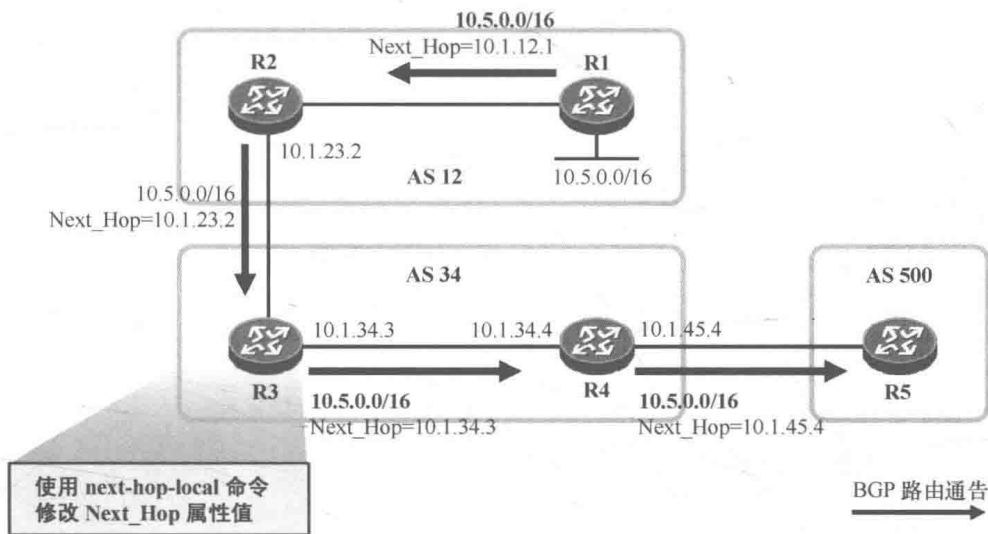 10.5.0.0/16
Next_Hop=10.1.12.1
R2
R1
10.1.23.2
AS 12
10.5.0.0/16
10.5.0.0/16
Next_Hop=10.1.23.2
AS 34
AS 500
10.1.34.3
10.1.34.4
10.1.45.4
R3
R4
R5
10.5.0.0/16
Next_Hop=10.1.34.3
10.5.0.0/16
Next_Hop=10.1.45.4
使用 next-hop-local 命令
修改 Next_Hop 属性值
BGP 路由通告